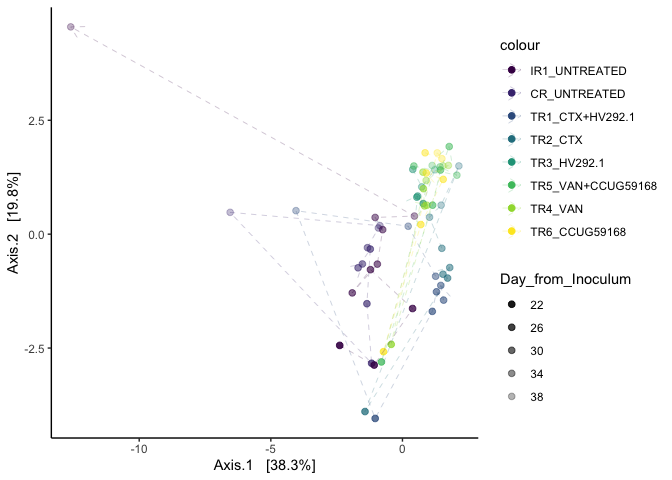 2.5
0.0
-2.5
-10
-5
0
Axis.1 [38.3%]
Axis.2 [19.8%]
colour
IR1_UNTREATED
CR_UNTREATED
TR1_CTX+HV292.1
TR2_CTX
TR3_HV292.1
TR5_VAN+CCUG59168
TR4_VAN
TR6_CCUG59168
Day_from_Inoculum
22
26
30
34
38